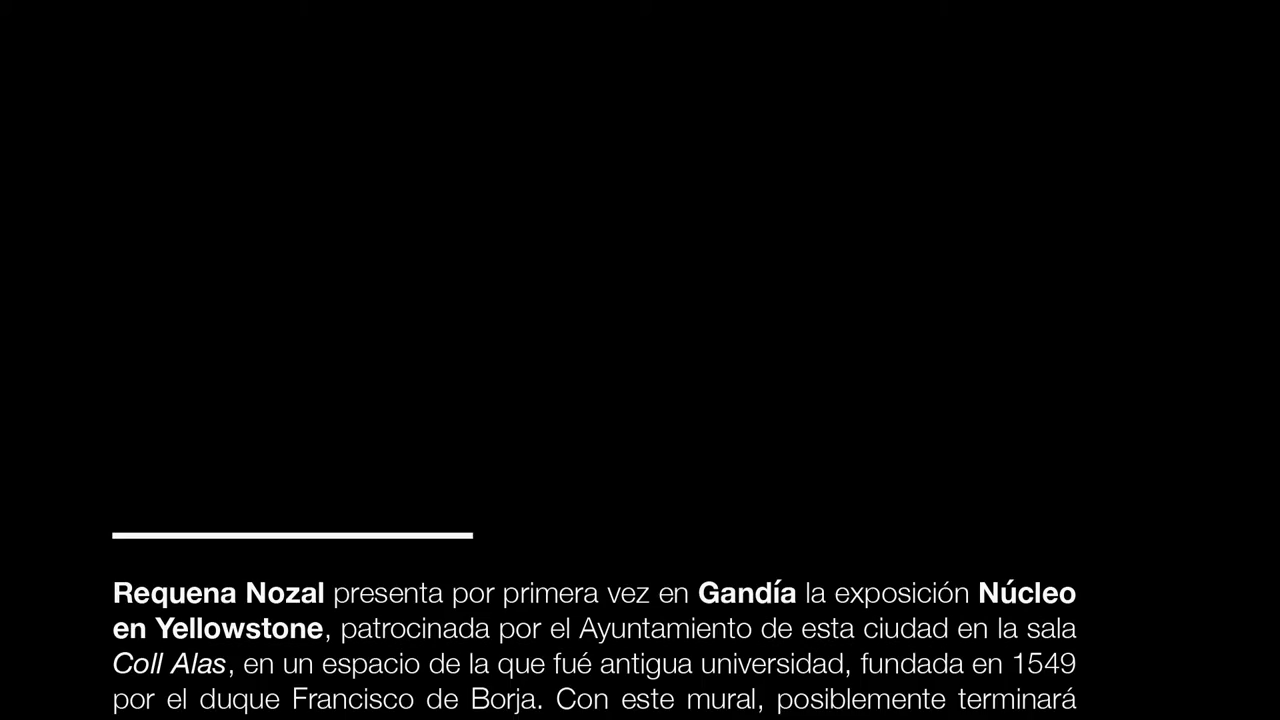 Requena Nozal presenta por primera vez en Gandía la exposición Núcleo
en Yellowstone, patrocinada por el Ayuntamiento de esta ciudad en la sala
Coll Alas, en un espacio de la que fué antigua universidad, fundada en 1549
por el duque Francisco de Borja. Con este mural, posiblemente terminará